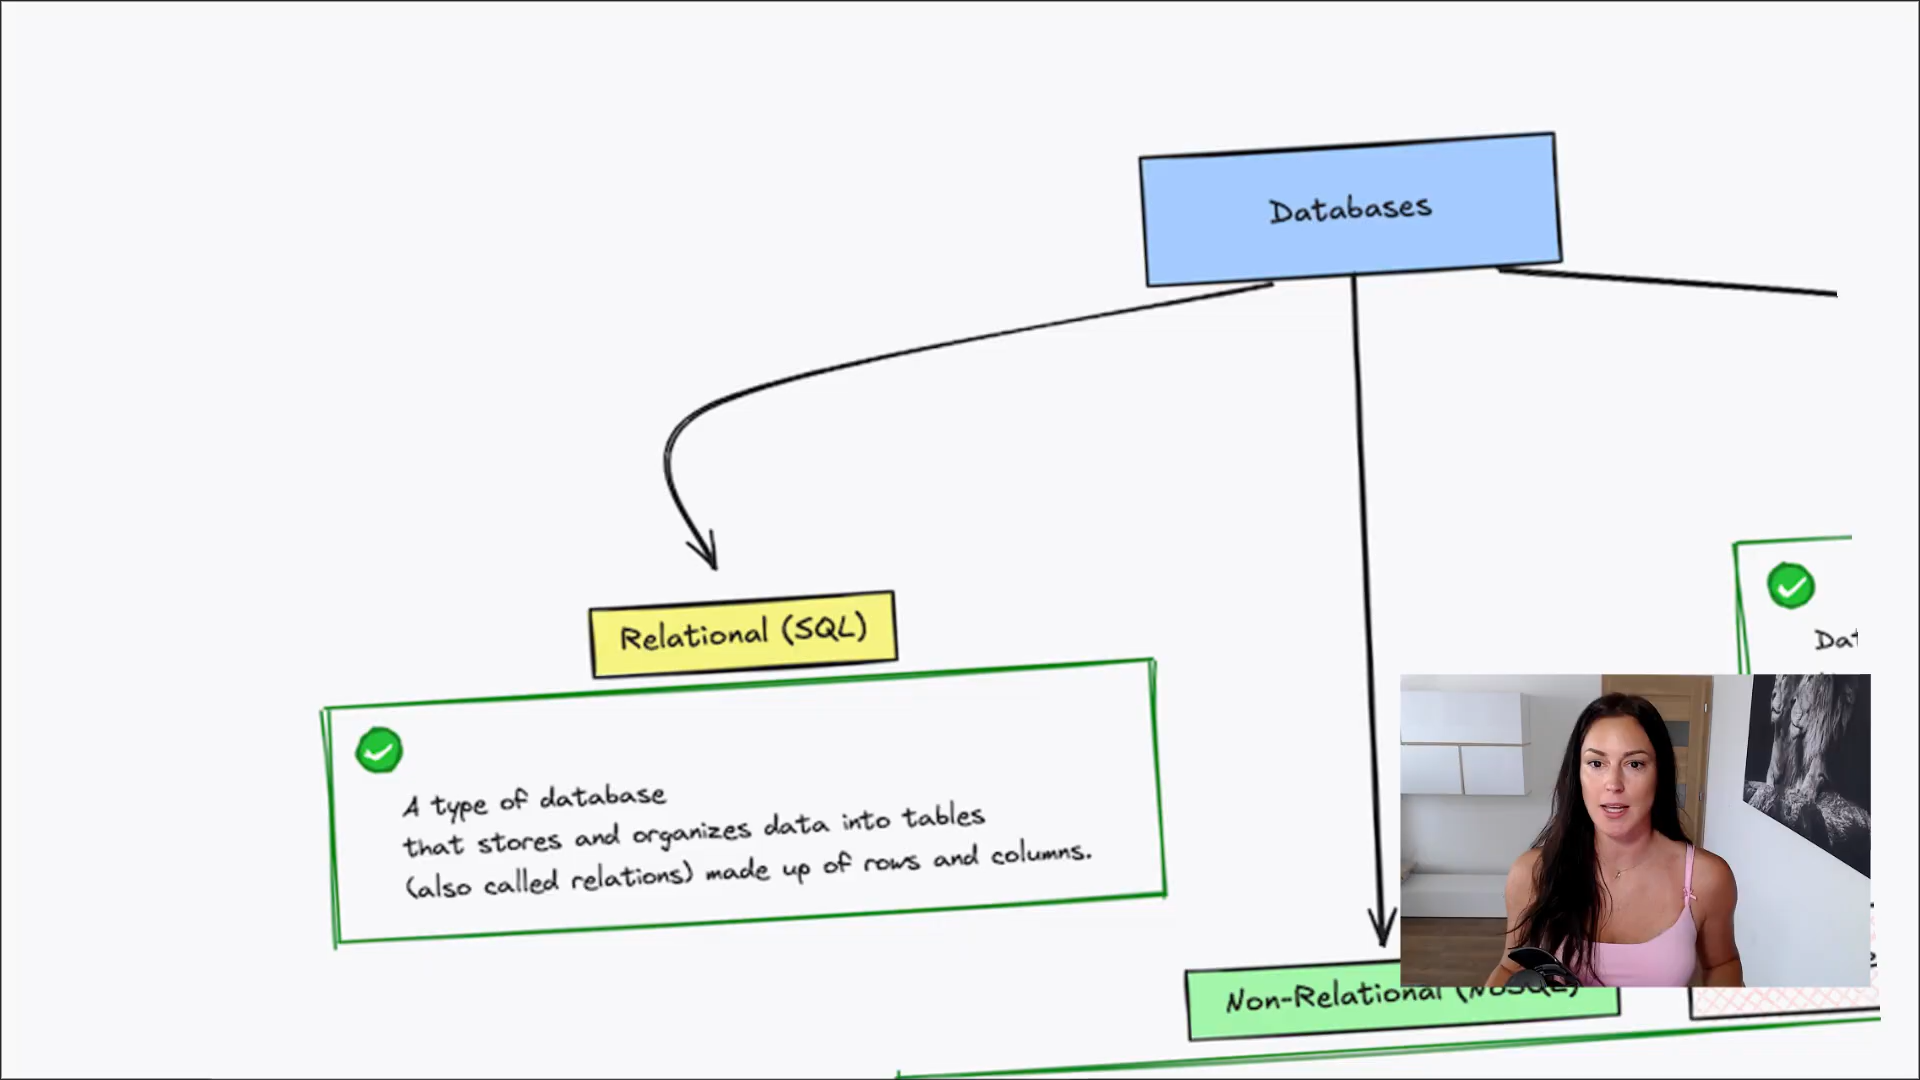 Databases
Relational (SQL)
A type of database
that stores and organizes data into tables
(also called relations) made up of rows and columns.
Non-Relational (NoSQL)